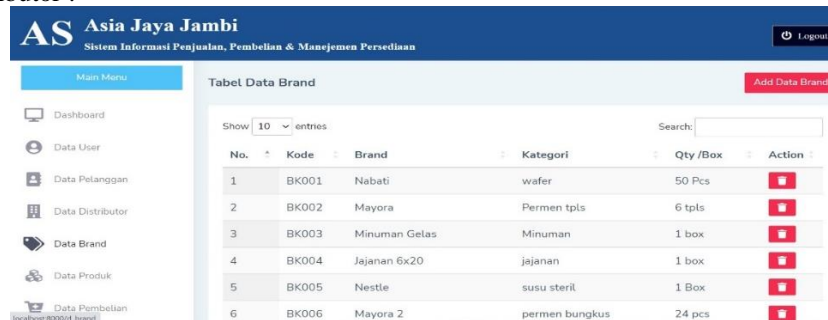 AS Asia Jaya Jambi
Sistem Informasi Penjualan, Pembelian & Manejemen Persediaan
Logout
Main Menu
Dashboard
Data User
Data Pelanggan
Data Distributor
Data Brand
Data Produk
Data Pembelian
localhost:8000/d_brand
Tabel Data Brand
Add Data Brand
Show 10 entries
Search:
No. Kode Brand Kategori Qty /Box Action
1 BK001 Nabati wafer 50 Pcs
2 BK002 Mayora Permen tpls 6 tpls
3 BK003 Minuman Gelas Minuman 1 box
4 BK004 Jajanan 6x20 jajanan 1 box
5 BK005 Nestle susu steril 1 Box
6 BK006 Mayora 2 permen bungkus 24 pcs